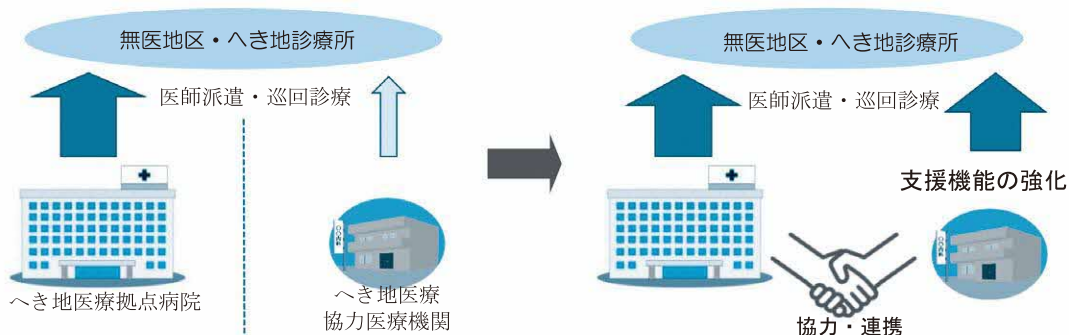 無医地区・へき地診療所
医師派遣・巡回診療
へき地医療拠点病院
へき地医療
協力医療機関
無医地区・へき地診療所
医師派遣・巡回診療
支援機能の強化
協力・連携